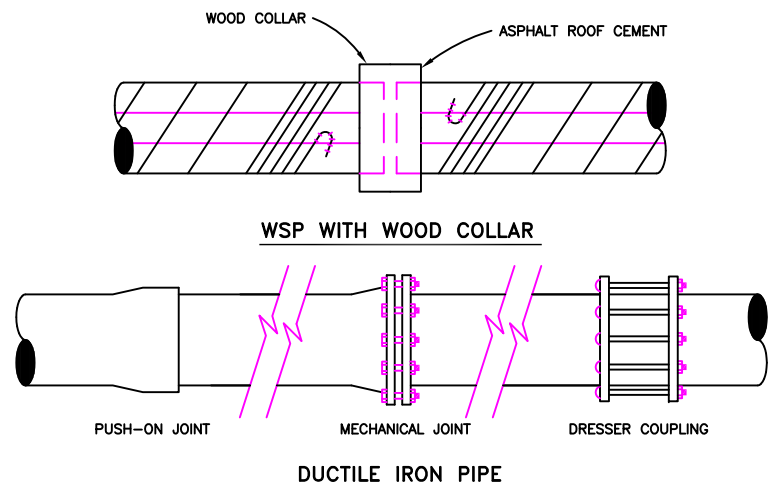 WOOD COLLAR
ASPHALT ROOF CEMENT
WSP WITH WOOD COLLAR
PUSH-ON JOINT
MECHANICAL JOINT
DRESSER COUPLING
DUCTILE IRON PIPE